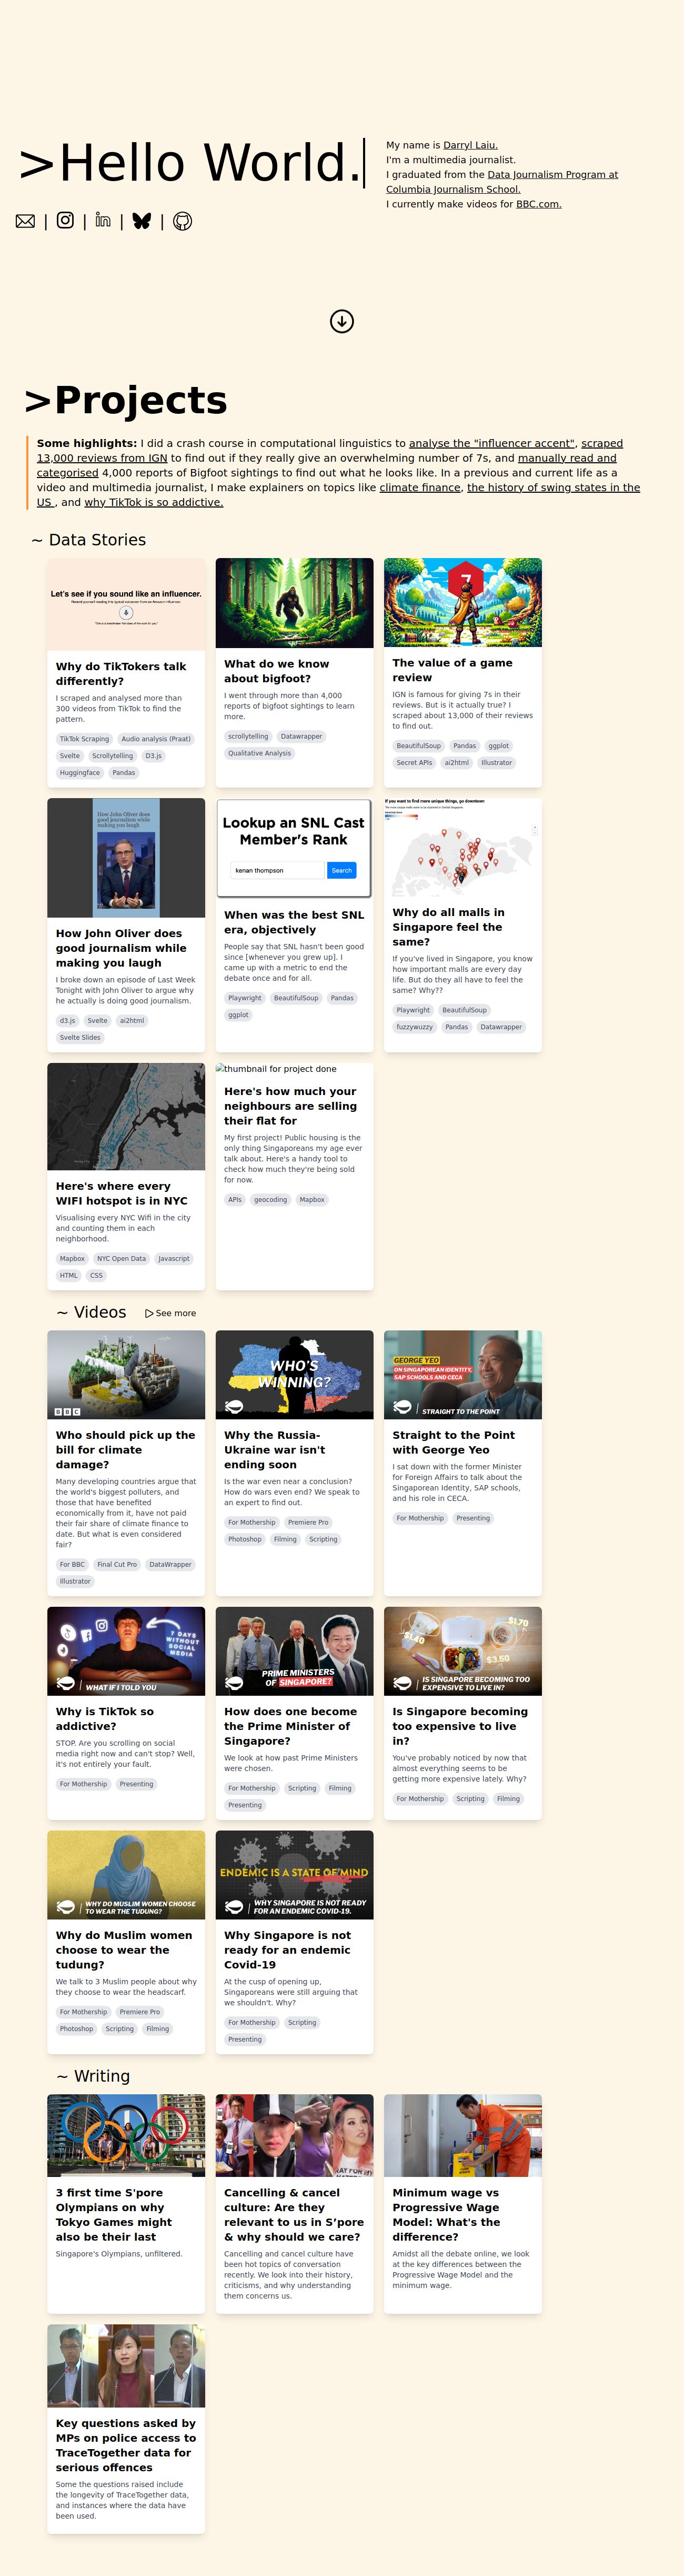 >Hello World.
My name is Darryl Laiu.
I'm a multimedia journalist.
I graduated from the Data Journalism Program at
Columbia Journalism School.
I currently make videos for BBC.com.
>Projects
Some highlights: I did a crash course in computational linguistics to analyse the "influencer accent", scraped
13,000 reviews from IGN to find out if they really give an overwhelming number of 7s, and manually read and
categorised 4,000 reports of Bigfoot sightings to find out what he looks like. In a previous and current life as a
video and multimedia journalist, I make explainers on topics like climate finance, the history of swing states in the
US , and why TikTok is so addictive.
~ Data Stories
Let's see if you sound like an influencer.
Why do TikTokers talk
differently?
I scraped and analysed more than
300 videos from TikTok to find the
pattern.
TikTok Scraping Audio analysis (Praat)
Svelte Scrollytelling D3.js
Huggingface Pandas
What do we know
about bigfoot?
I went through more than 4,000
reports of bigfoot sightings to learn
more.
scrollytelling Datawrapper
Qualitative Analysis
7
The value of a game
review
IGN is famous for giving 7s in their
reviews. But is it actually true? I
scraped about 13,000 of their reviews
to find out.
BeautifulSoup Pandas ggplot
Secret APIs ai2html Illustrator
How John Oliver does
good journalism while
making you laugh
How John Oliver does
good journalism while
making you laugh
I broke down an episode of Last Week
Tonight with John Oliver to argue why
he actually is doing good journalism.
d3.js Svelte ai2html
Svelte Slides
Lookup an SNL Cast
Member's Rank
kenan thompson Search
When was the best SNL
era, objectively
People say that SNL hasn't been good
since [whenever you grew up]. I
came up with a metric to end the
debate once and for all.
Playwright BeautifulSoup Pandas
ggplot
If you want to find more unique things, go downtown
Why do all malls in
Singapore feel the
same?
If you've lived in Singapore, you know
how important malls are every day
life. But do they all have to feel the
same? Why??
Playwright BeautifulSoup
fuzzywuzzy Pandas Datawrapper
Here's where every
WIFI hotspot is in NYC
Visualising every NYC Wifi in the city
and counting them in each
neighborhood.
Mapbox NYC Open Data Javascript
HTML CSS
thumbnail for project done
Here's how much your
neighbours are selling
their flat for
My first project! Public housing is the
only thing Singaporeans my age ever
talk about. Here's a handy tool to
check how much they're being sold
for now.
APIs geocoding Mapbox
~ Videos See more
BBC
Who should pick up the
bill for climate
damage?
Many developing countries argue that
the world's biggest polluters, and
those that have benefited
economically from it, have not paid
their fair share of climate finance to
date. But what is even considered
fair?
For BBC Final Cut Pro DataWrapper
Illustrator
WHO'S
WINNING?
Why the Russia-
Ukraine war isn't
ending soon
Is the war even near a conclusion?
How do wars even end? We speak to
an expert to find out.
For Mothership Premiere Pro
Photoshop Filming Scripting
GEORGE YEO
ON SINGAPOREAN IDENTITY,
SAP SCHOOLS AND CECA
STRAIGHT TO THE POINT
Straight to the Point
with George Yeo
I sat down with the former Minister
for Foreign Affairs to talk about the
Singaporean Identity, SAP schools,
and his role in CECA.
For Mothership Presenting
7 DAYS
WITHOUT
SOCIAL
MEDIA
WHAT IF I TOLD YOU
Why is TikTok so
addictive?
STOP. Are you scrolling on social
media right now and can't stop? Well,
it's not entirely your fault.
For Mothership Presenting
PRIME MINISTERS
OF SINGAPORE?
How does one become
the Prime Minister of
Singapore?
We look at how past Prime Ministers
were chosen.
For Mothership Scripting Filming
Presenting
$1.40
$1.70
$3.50
IS SINGAPORE BECOMING TOO
EXPENSIVE TO LIVE IN?
Is Singapore becoming
too expensive to live
in?
You've probably noticed by now that
almost everything seems to be
getting more expensive lately. Why?
For Mothership Scripting Filming
WHY DO MUSLIM WOMEN CHOOSE
TO WEAR THE TUDUNG?
Why do Muslim women
choose to wear the
tudung?
We talk to 3 Muslim people about why
they choose to wear the headscarf.
For Mothership Premiere Pro
Photoshop Scripting Filming
ENDEMIC IS A STATE OF MIND
WHY SINGAPORE IS NOT READY
FOR AN ENDEMIC COVID-19.
Why Singapore is not
ready for an endemic
Covid-19
At the cusp of opening up,
Singaporeans were still arguing that
we shouldn't. Why?
For Mothership Scripting
Presenting
~ Writing
3 first time S'pore
Olympians on why
Tokyo Games might
also be their last
Singapore's Olympians, unfiltered.
Cancelling & cancel
culture: Are they
relevant to us in S’pore
& why should we care?
Cancelling and cancel culture have
been hot topics of conversation
recently. We look into their history,
criticisms, and why understanding
them concerns us.
Minimum wage vs
Progressive Wage
Model: What's the
difference?
Amidst all the debate online, we look
at the key differences between the
Progressive Wage Model and the
minimum wage.
Key questions asked by
MPs on police access to
TraceTogether data for
serious offences
Some the questions raised include
the longevity of TraceTogether data,
and instances where the data have
been used.